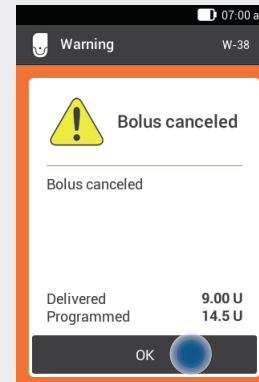 07:00 a
Warning W-38
Bolus canceled
Bolus canceled
Delivered 9.00 U
Programmed 14.5 U
OK